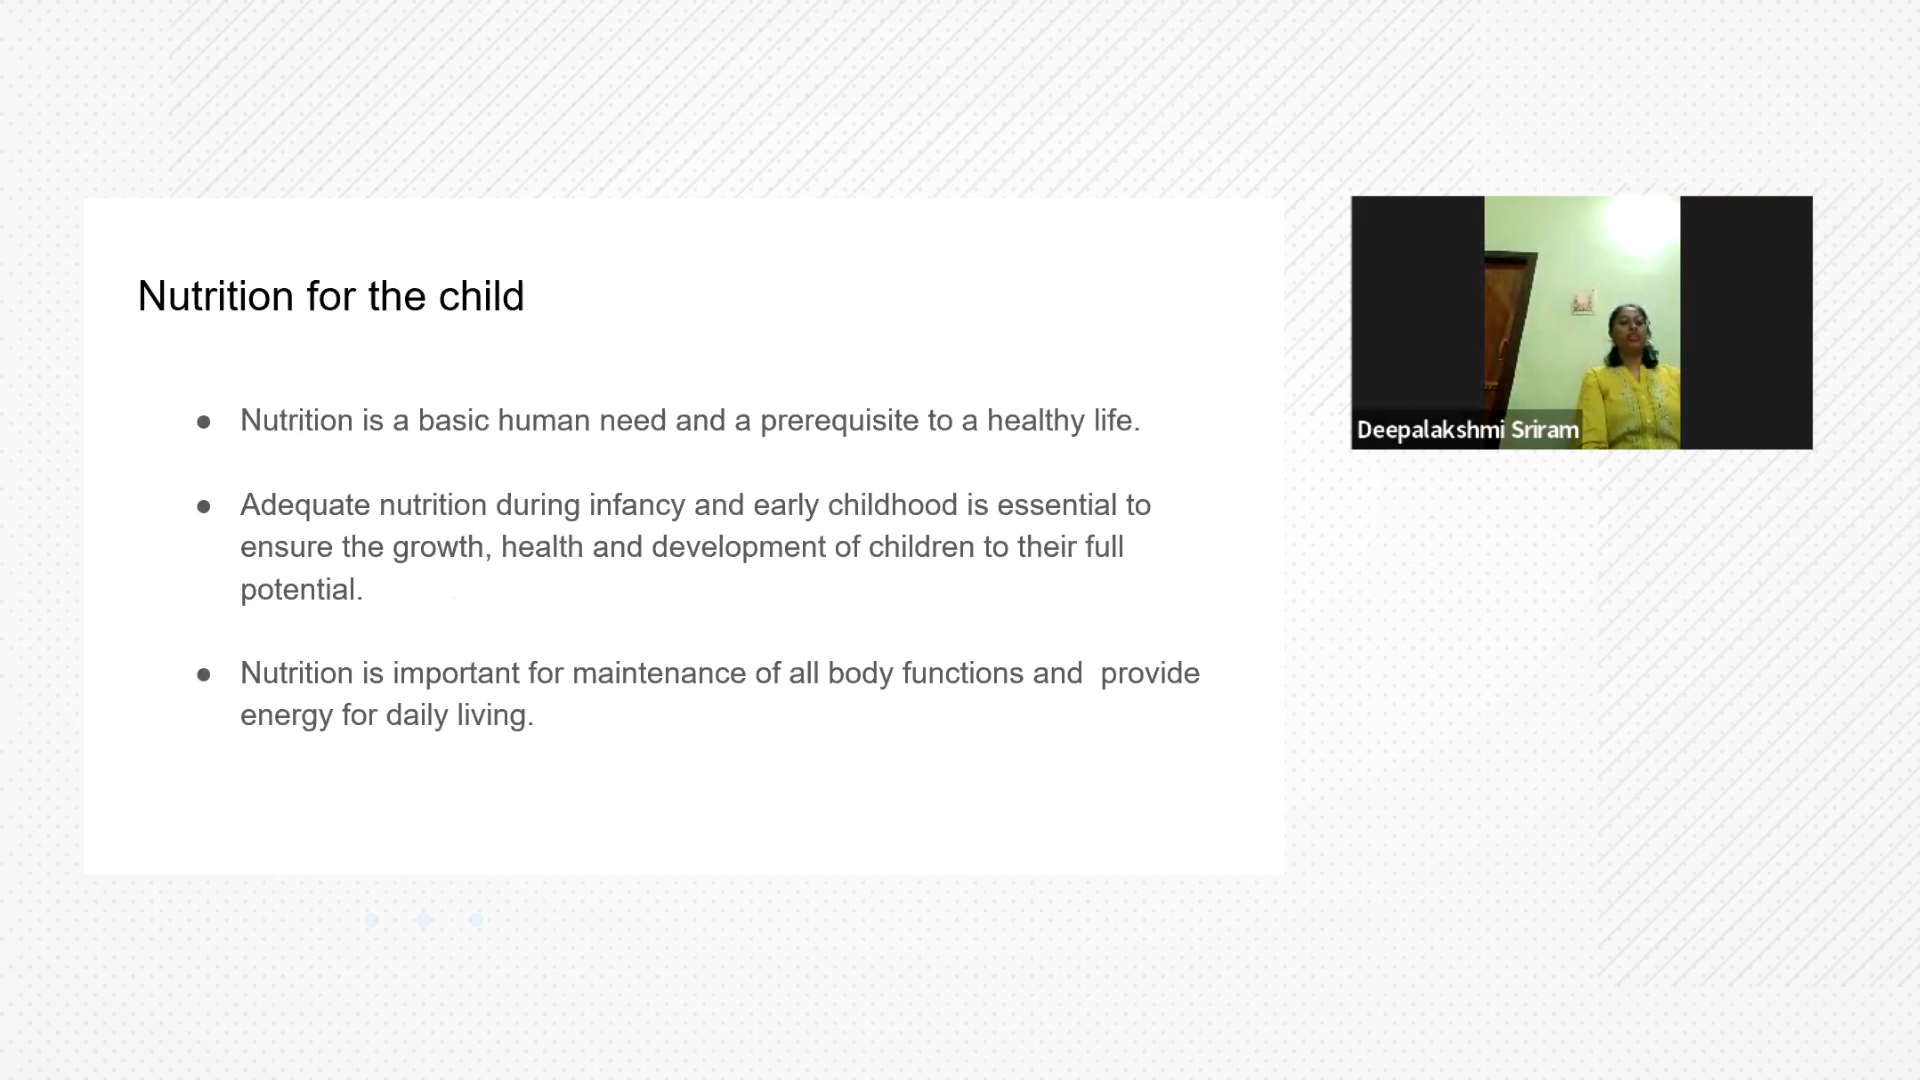 Nutrition for the child
● Nutrition is a basic human need and a prerequisite to a healthy life.
● Adequate nutrition during infancy and early childhood is essential to
ensure the growth, health and development of children to their full
potential.
● Nutrition is important for maintenance of all body functions and  provide
energy for daily living.
Deepalakshmi Sriram